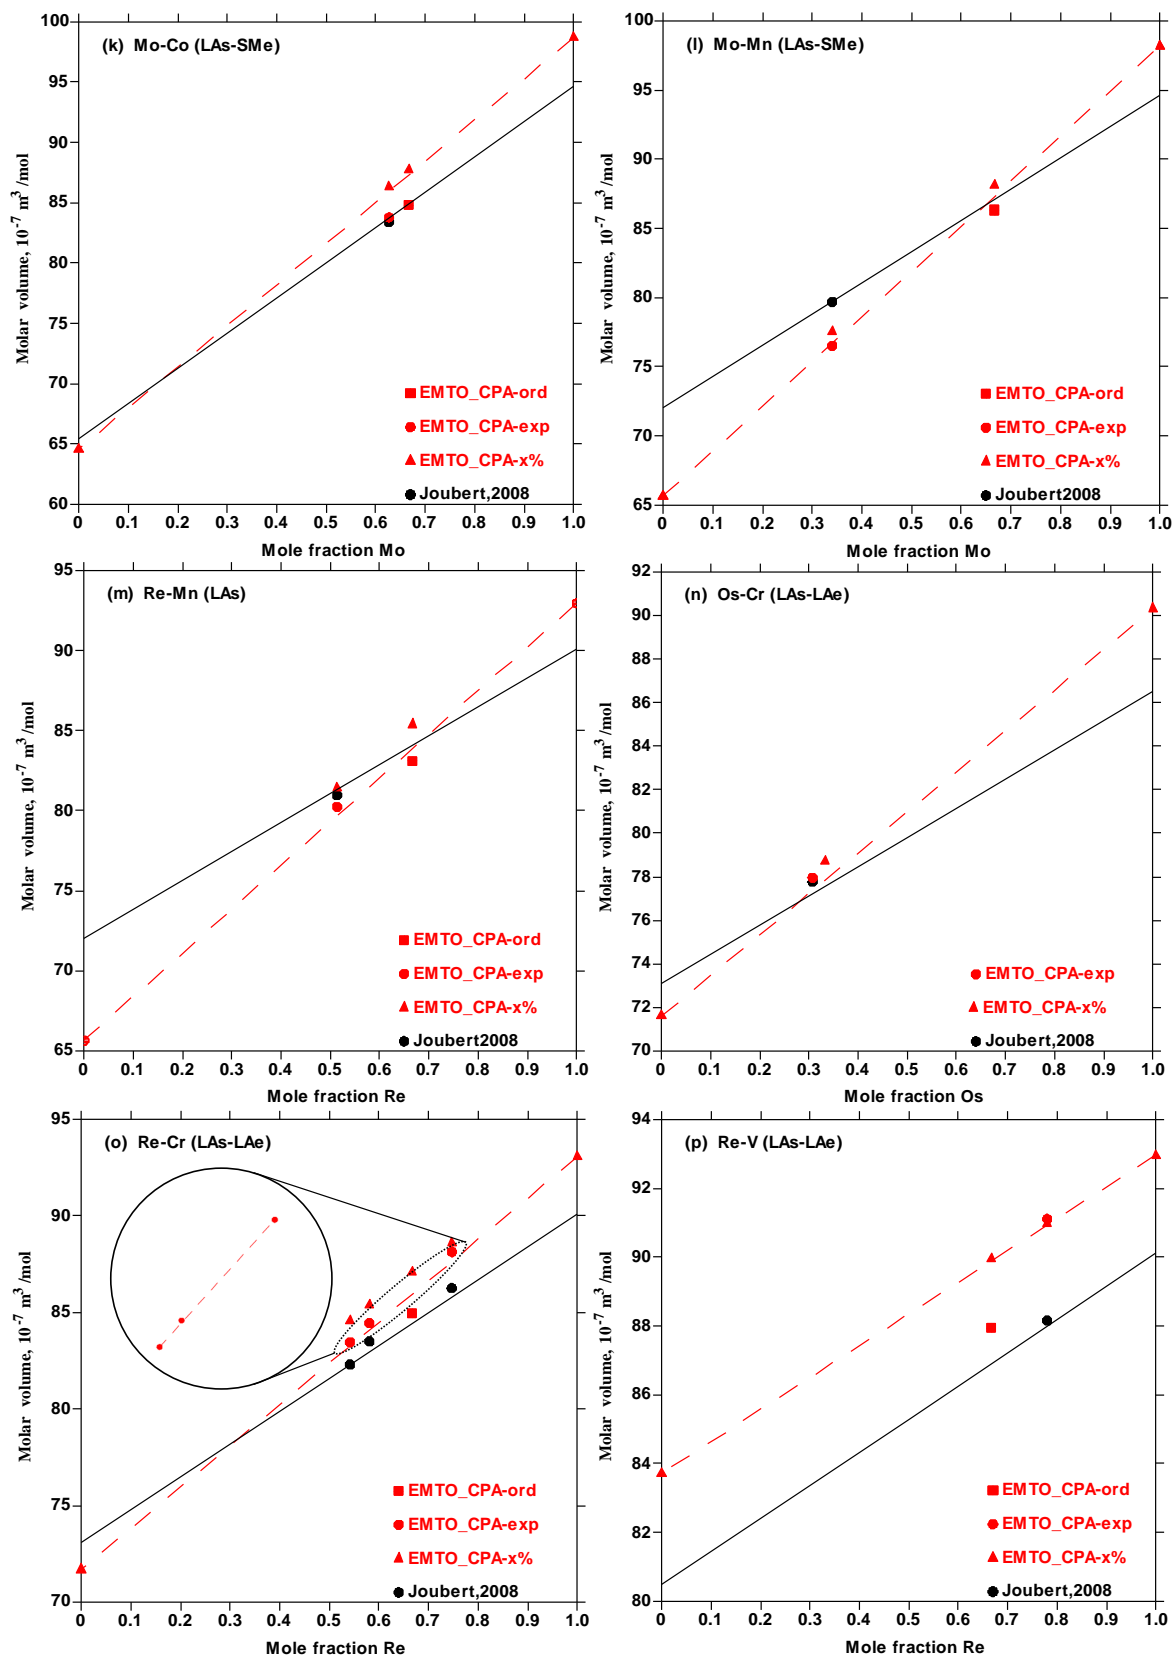 (k) Mo-Co (LAs-SMe)
Molar volume, 10⁻⁷ m³/mol
100
95
90
85
80
75
70
65
60
EMTO_CPA-ord
EMTO_CPA-exp
EMTO_CPA-x%
Joubert,2008
0 0.1 0.2 0.3 0.4 0.5 0.6 0.7 0.8 0.9 1.0
Mole fraction Mo
(l) Mo-Mn (LAs-SMe)
Molar volume, 10⁻⁷ m³/mol
100
95
90
85
80
75
70
65
EMTO_CPA-ord
EMTO_CPA-exp
EMTO_CPA-x%
Joubert2008
0 0.1 0.2 0.3 0.4 0.5 0.6 0.7 0.8 0.9 1.0
Mole fraction Mo
(m) Re-Mn (LAs)
Molar volume, 10⁻⁷ m³/mol
95
90
85
80
75
70
65
EMTO_CPA-ord
EMTO_CPA-exp
EMTO_CPA-x%
Joubert2008
0 0.1 0.2 0.3 0.4 0.5 0.6 0.7 0.8 0.9 1.0
Mole fraction Re
(n) Os-Cr (LAs-LAe)
Molar volume, 10⁻⁷ m³/mol
92
90
88
86
84
82
80
78
76
74
72
70
EMTO_CPA-exp
EMTO_CPA-x%
Joubert,2008
0 0.1 0.2 0.3 0.4 0.5 0.6 0.7 0.8 0.9 1.0
Mole fraction Os
(o) Re-Cr (LAs-LAe)
Molar volume, 10⁻⁷ m³/mol
95
90
85
80
75
70
EMTO_CPA-ord
EMTO_CPA-exp
EMTO_CPA-x%
Joubert,2008
0 0.1 0.2 0.3 0.4 0.5 0.6 0.7 0.8 0.9 1.0
Mole fraction Re
(p) Re-V (LAs-LAe)
Molar volume, 10⁻⁷ m³/mol
94
92
90
88
86
84
82
80
EMTO_CPA-ord
EMTO_CPA-exp
EMTO_CPA-x%
Joubert,2008
0 0.1 0.2 0.3 0.4 0.5 0.6 0.7 0.8 0.9 1.0
Mole fraction Re